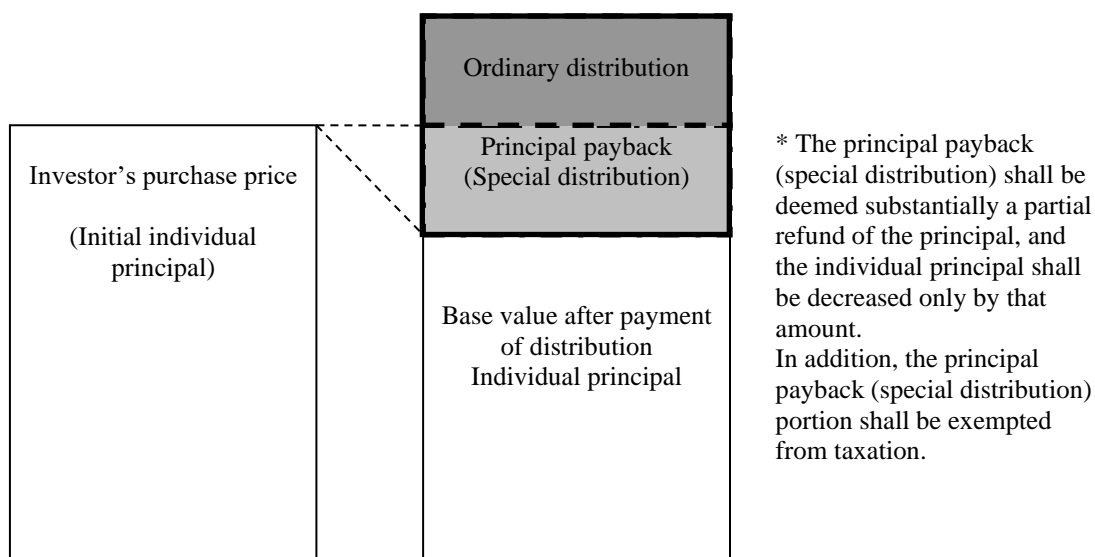 Ordinary distribution
Principal payback
(Special distribution)
Investor’s purchase price
(Initial individual
principal)
Base value after payment
of distribution
Individual principal
* The principal payback
(special distribution) shall be
deemed substantially a partial
refund of the principal, and
the individual principal shall
be decreased only by that
amount.
In addition, the principal
payback (special distribution)
portion shall be exempted
from taxation.